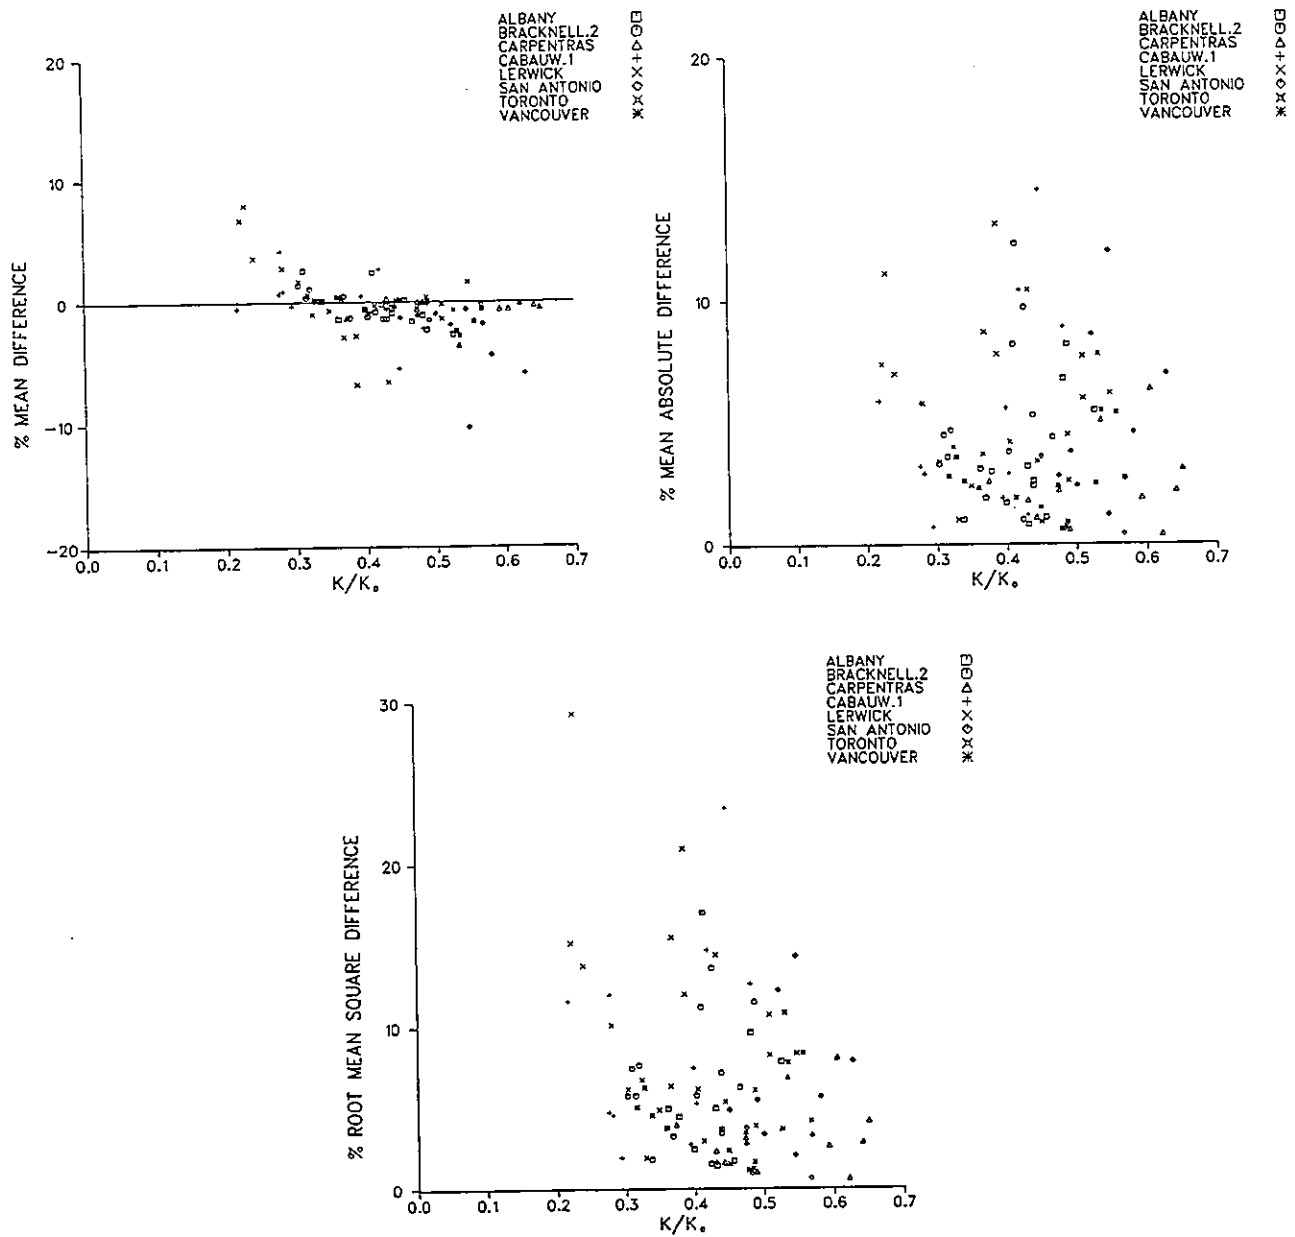 ALBANY
BRACKNELL.2
CARPENTRAS
CABAUW.1
LERWICK
SAN ANTONIO
TORONTO
VANCOUVER
20
10
0
-10
-20
% MEAN DIFFERENCE
0.0 0.1 0.2 0.3 0.4 0.5 0.6 0.7
K/K₀
ALBANY
BRACKNELL.2
CARPENTRAS
CABAUW.1
LERWICK
SAN ANTONIO
TORONTO
VANCOUVER
20
10
0
% MEAN ABSOLUTE DIFFERENCE
0.0 0.1 0.2 0.3 0.4 0.5 0.6 0.7
K/K₀
ALBANY
BRACKNELL.2
CARPENTRAS
CABAUW.1
LERWICK
SAN ANTONIO
TORONTO
VANCOUVER
30
20
10
0
% ROOT MEAN SQUARE DIFFERENCE
0.0 0.1 0.2 0.3 0.4 0.5 0.6 0.7
K/K₀